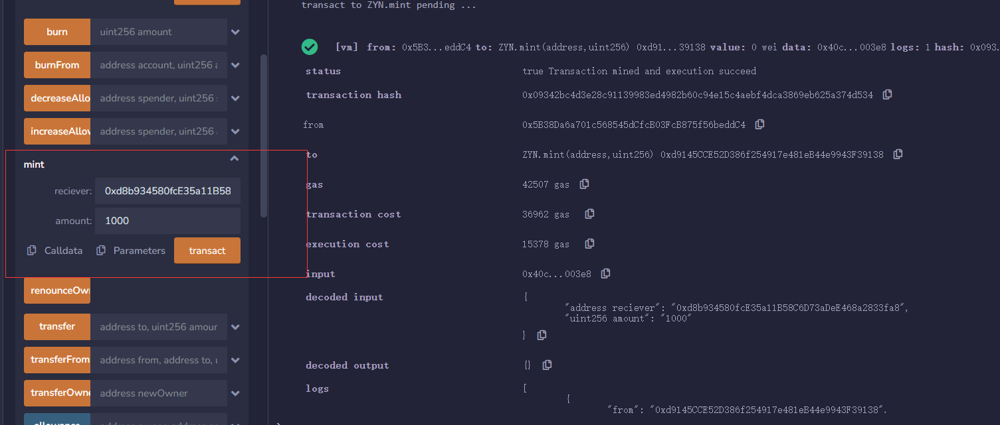 transact to ZYN.mint pending ...
burn uint256 amount
burnFrom address account, uint256 a
decreaseAllo address spender, uint256
increaseAllow address spender, uint256
mint
reciever: 0xd8b934580fcE35a11B58
amount: 1000
Calldata Parameters transact
renounceOwn
transfer address to, uint256 amour
transferFrom address from, address to, u
transferOwne address newOwner
allowance
[vm] from: 0x5B3...eddC4 to: ZYN.mint(address,uint256) 0xd91...39138 value: 0 wei data: 0x40c...003e8 logs: 1 hash: 0x093.
status true Transaction mined and execution succeed
transaction hash 0x09342bc4d3e28c91139983ed4982b60c94e15c4aebf4dca3869eb625a374d534
from 0x5B38Da6a701c568545dCfcB03FcB875f56beddC4
to ZYN.mint(address,uint256) 0xd9145CCE52D386f254917e481eB44e9943F39138
gas 42507 gas
transaction cost 36962 gas
execution cost 15378 gas
input 0x40c...003e8
decoded input {
"address reciever": "0xd8b934580fcE35a11B58C6D73aDeE468a2833fa8",
"uint256 amount": "1000"
}
decoded output {}
logs [
{
"from": "0xd9145CCE52D386f254917e481eB44e9943F39138",